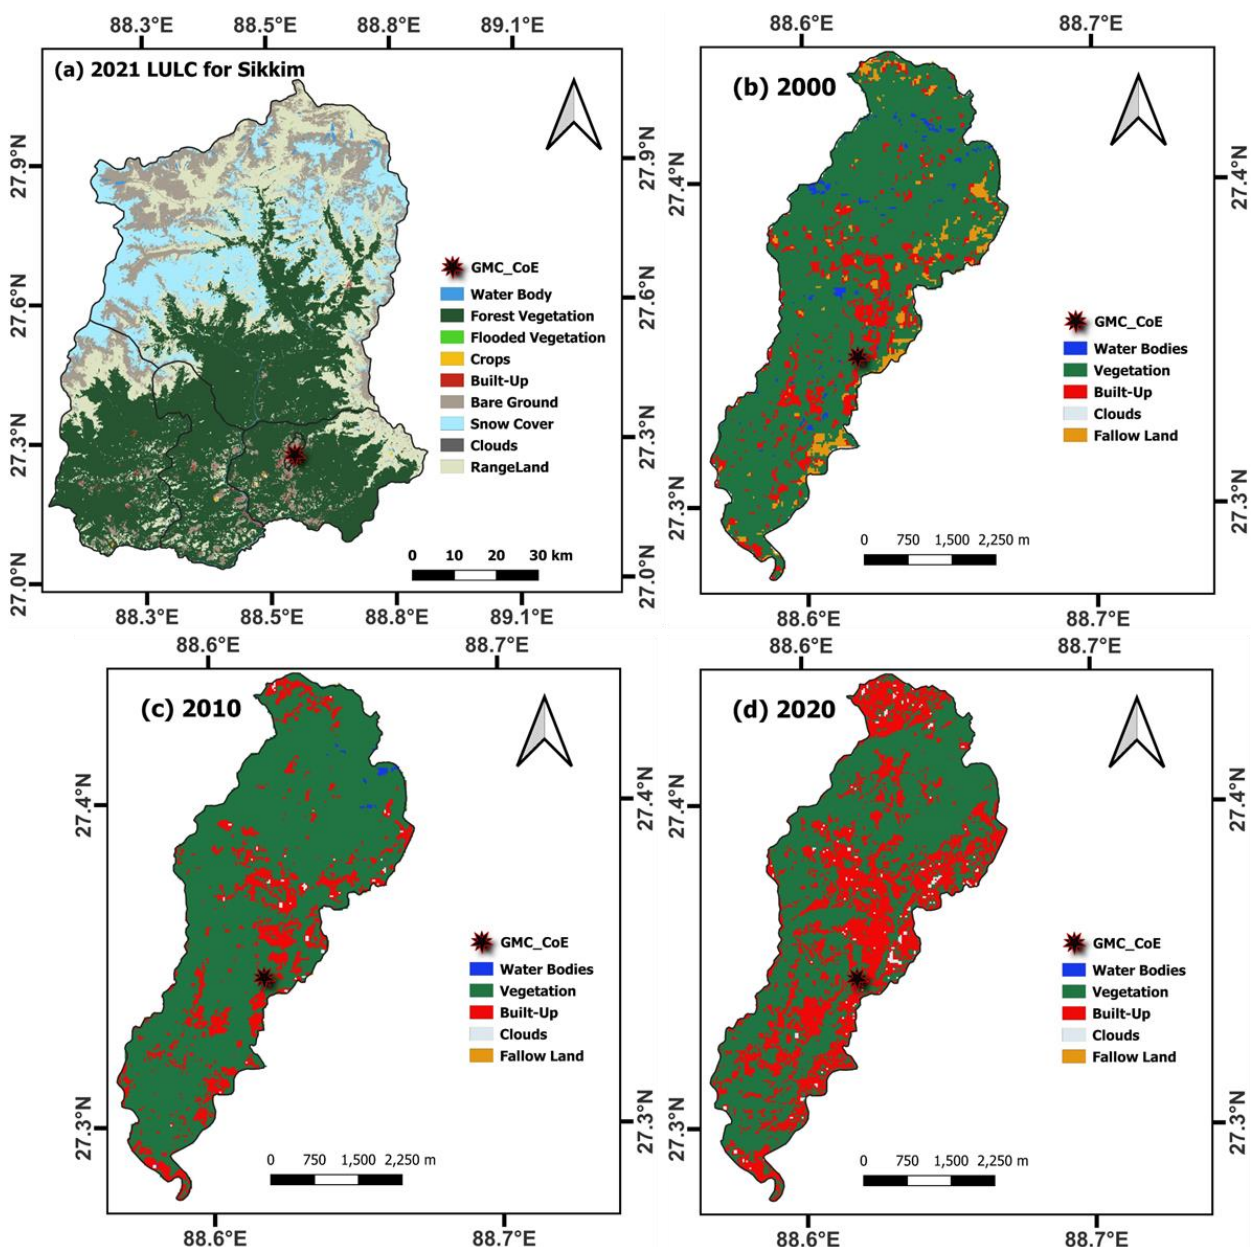 88.3°E 88.5°E 88.8°E 89.1°E
(a) 2021 LULC for Sikkim
27.9°N 27.9°N
27.6°N 27.6°N
27.3°N 27.3°N
27.0°N 27.0°N
GMC_CoE
Water Body
Forest Vegetation
Flooded Vegetation
Crops
Built-Up
Bare Ground
Snow Cover
Clouds
RangeLand
0 10 20 30 km
88.3°E 88.5°E 88.8°E 89.1°E
88.6°E 88.7°E
(b) 2000
27.4°N 27.4°N
27.3°N 27.3°N
GMC_CoE
Water Bodies
Vegetation
Built-Up
Clouds
Fallow Land
0 750 1,500 2,250 m
88.6°E 88.7°E
88.6°E 88.7°E
(c) 2010
27.4°N 27.4°N
27.3°N 27.3°N
GMC_CoE
Water Bodies
Vegetation
Built-Up
Clouds
Fallow Land
0 750 1,500 2,250 m
88.6°E 88.7°E
88.6°E 88.7°E
(d) 2020
27.4°N 27.4°N
27.3°N 27.3°N
GMC_CoE
Water Bodies
Vegetation
Built-Up
Clouds
Fallow Land
0 750 1,500 2,250 m
88.6°E 88.7°E